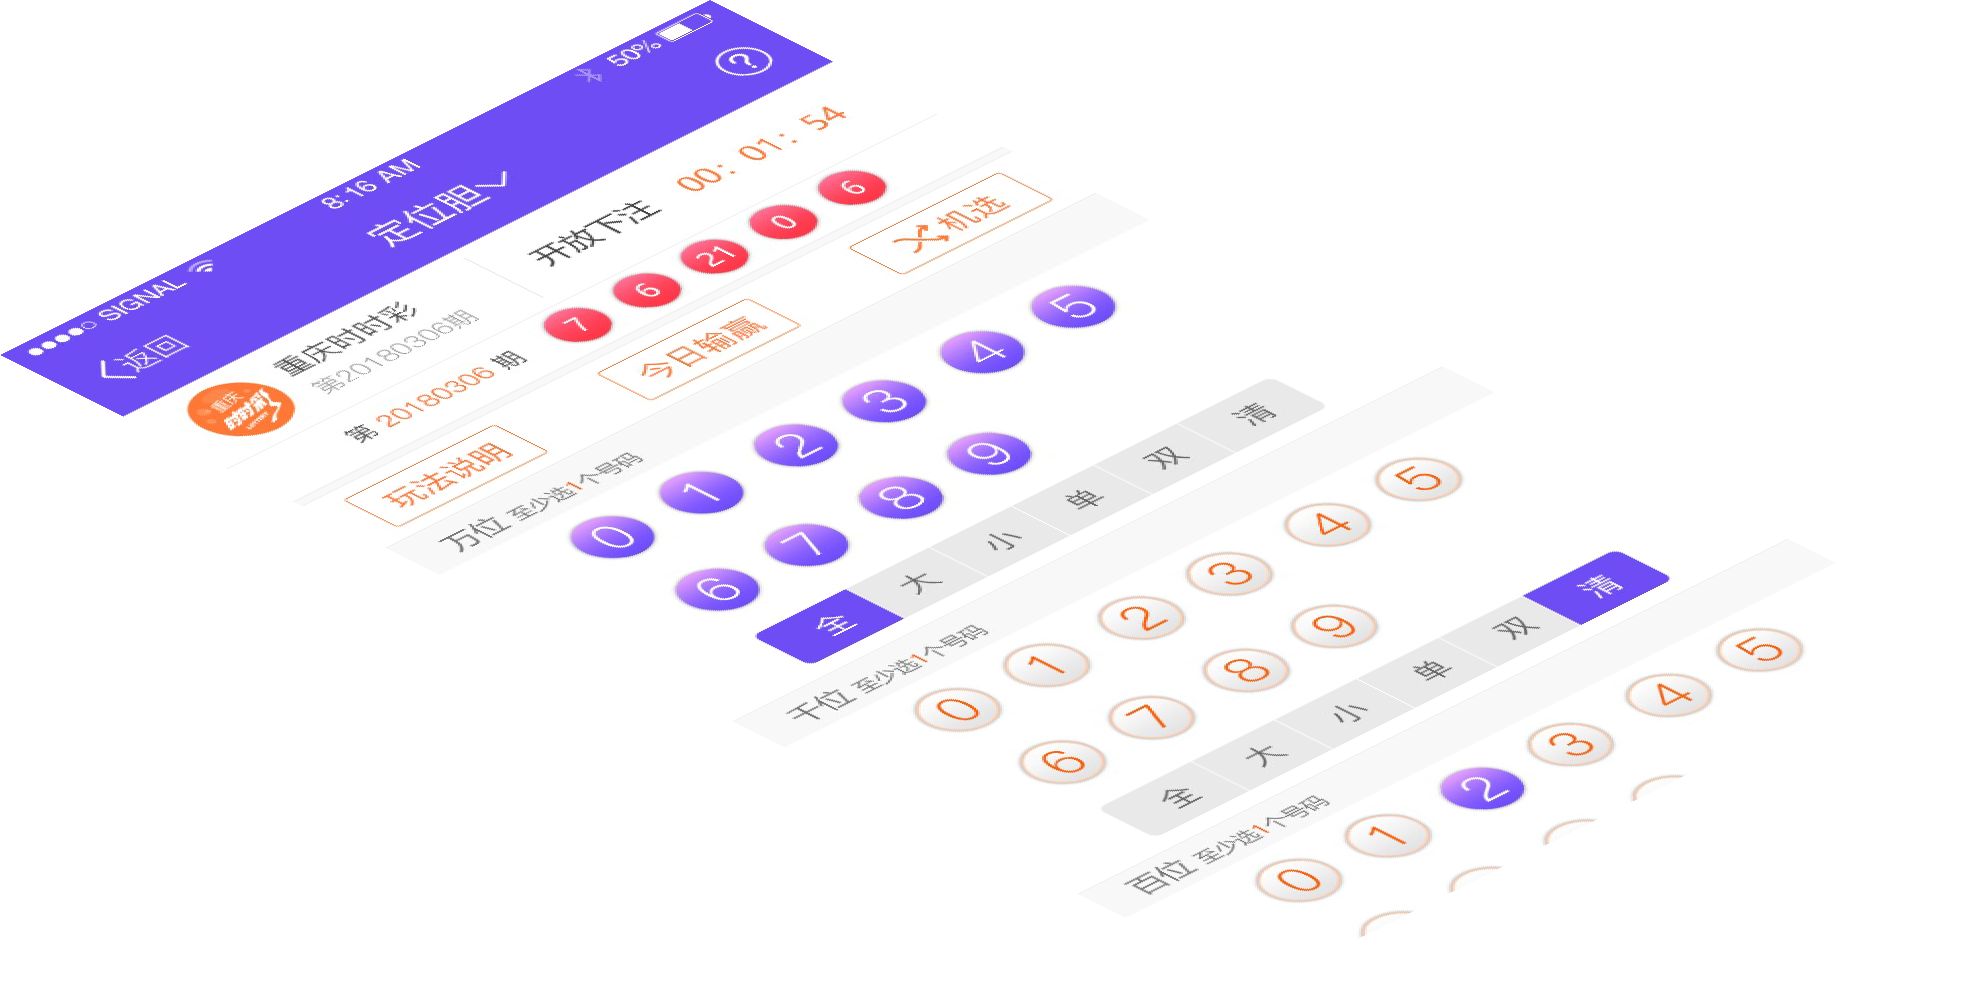 SIGNAL 8:16 AM 50%
返回 定位胆 ?
重庆时时彩 LOTTERY
重庆时时彩
第20180306期
开放下注 00: 01: 54
第 20180306 期 7 6 21 0 6
玩法说明 今日输赢 机选
万位 至少选1个号码
0 1 2 3 4 5
6 7 8 9
全 大 小 单 双 清
千位 至少选1个号码
0 1 2 3 4 5
6 7 8 9
全 大 小 单 双 清
百位 至少选1个号码
0 1 2 3 4 5